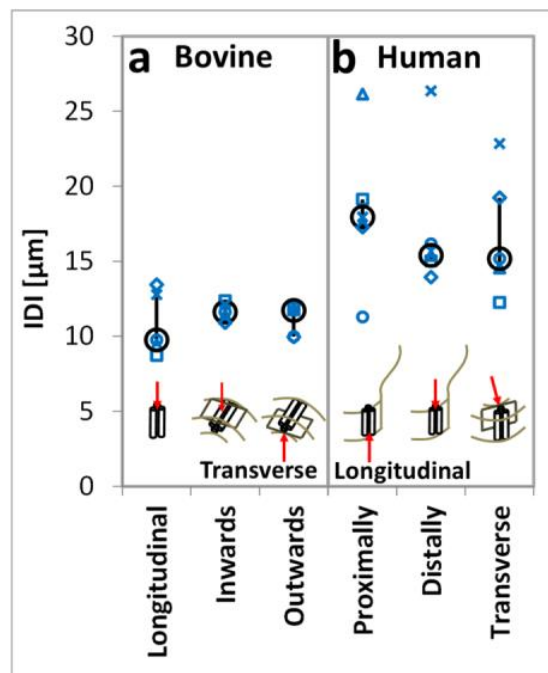 30
25
20
15
10
5
0
IDI [µm]
a Bovine
b Human
Transverse
Longitudinal
Longitudinal
Inwards
Outwards
Proximally
Distally
Transverse